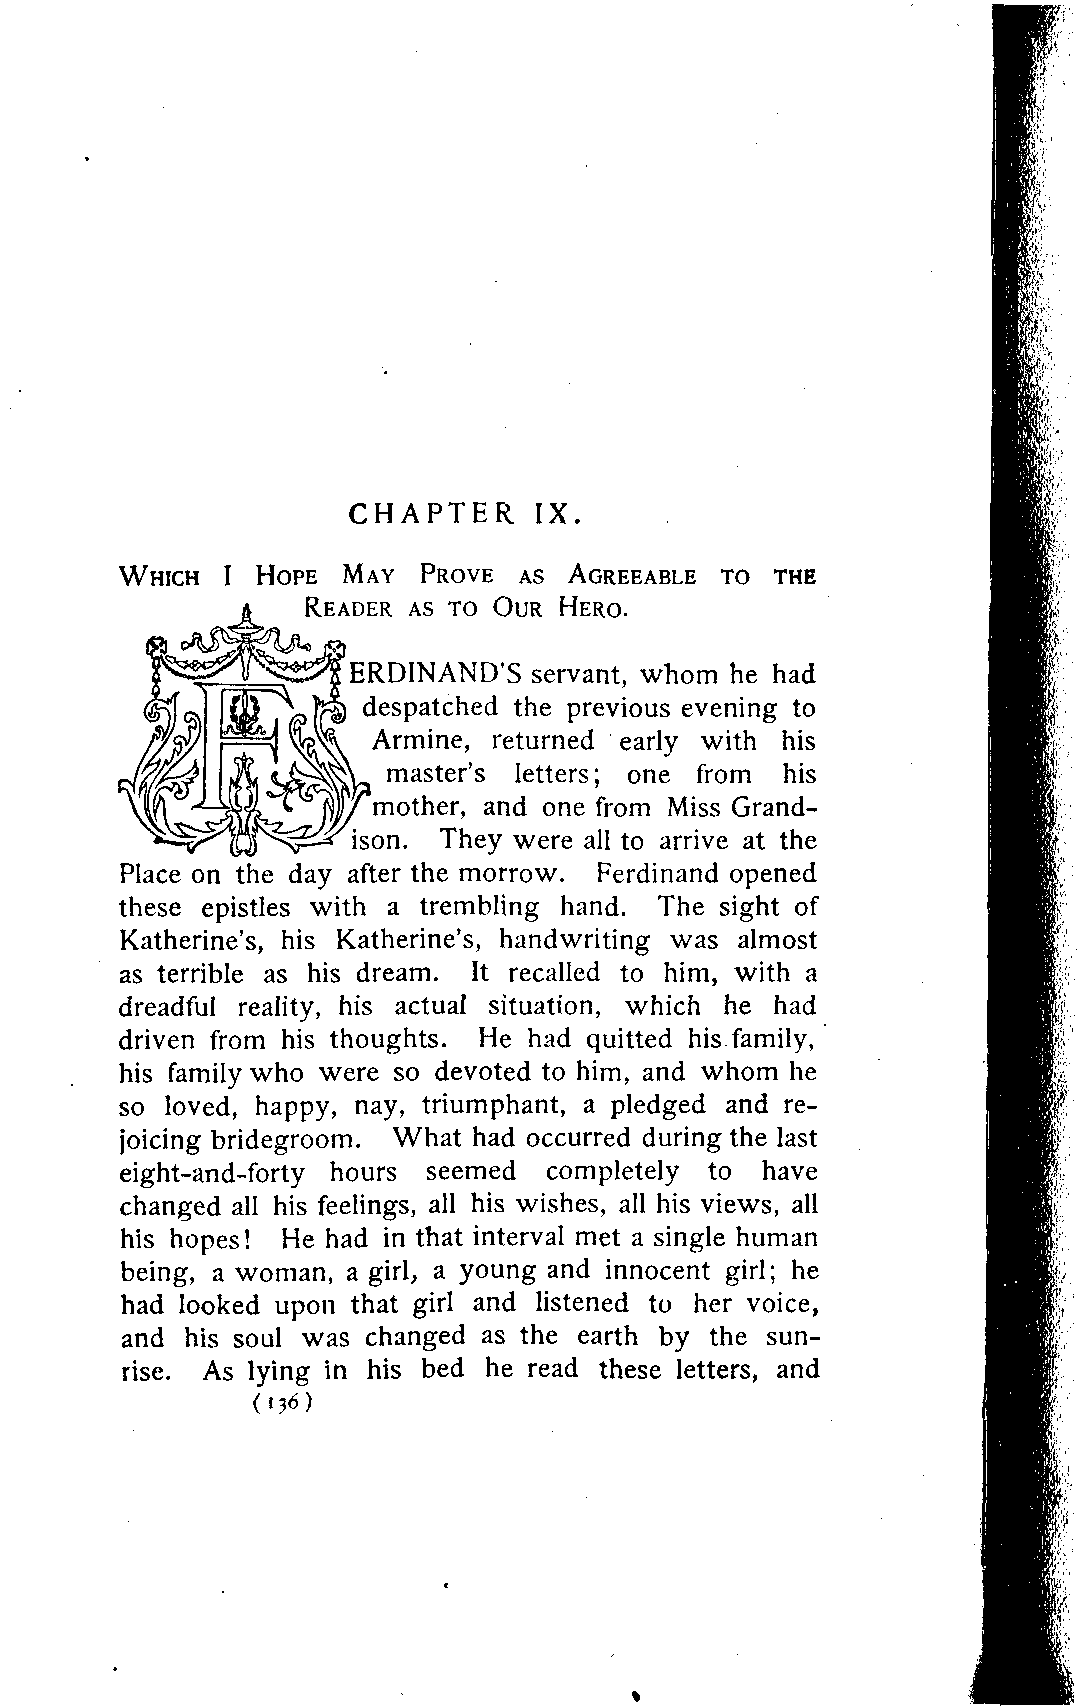 CHAPTER IX.
WHICH I HOPE MAY PROVE AS AGREEABLE TO THE
READER AS TO OUR HERO.
FERDINAND'S servant, whom he had
despatched the previous evening to
Armine, returned early with his
master's letters; one from his
mother, and one from Miss Grand-
ison. They were all to arrive at the
Place on the day after the morrow. Ferdinand opened
these epistles with a trembling hand. The sight of
Katherine's, his Katherine's, handwriting was almost
as terrible as his dream. It recalled to him, with a
dreadful reality, his actual situation, which he had
driven from his thoughts. He had quitted his family,
his family who were so devoted to him, and whom he
so loved, happy, nay, triumphant, a pledged and re-
joicing bridegroom. What had occurred during the last
eight-and-forty hours seemed completely to have
changed all his feelings, all his wishes, all his views, all
his hopes! He had in that interval met a single human
being, a woman, a girl, a young and innocent girl; he
had looked upon that girl and listened to her voice,
and his soul was changed as the earth by the sun-
rise. As lying in his bed he read these letters, and
(136)